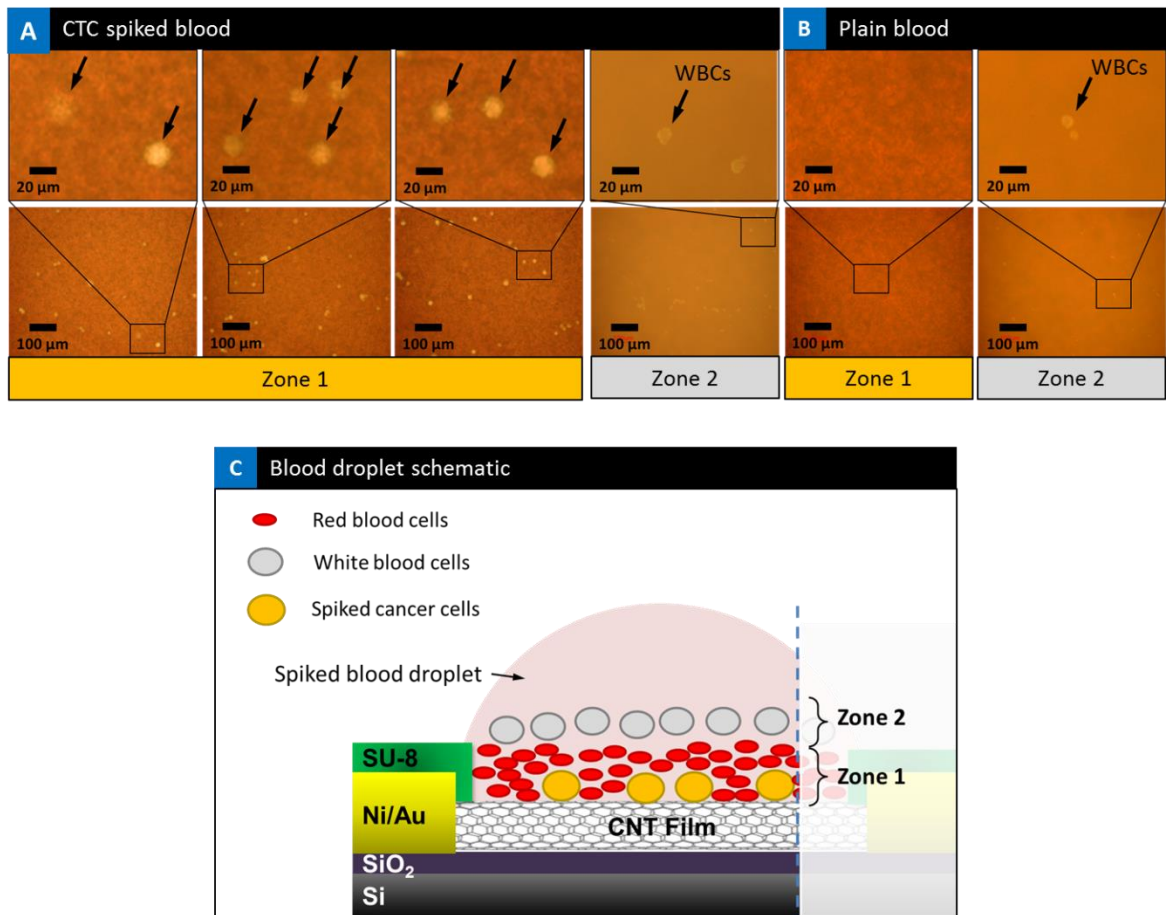 A CTC spiked blood
WBCs
20 µm
20 µm
20 µm
20 µm
100 µm
100 µm
100 µm
100 µm
Zone 1
Zone 2
B Plain blood
WBCs
20 µm
20 µm
100 µm
100 µm
Zone 1
Zone 2
C Blood droplet schematic
Red blood cells
White blood cells
Spiked cancer cells
Spiked blood droplet
Zone 2
Zone 1
SU-8
Ni/Au
CNT Film
SiO₂
Si